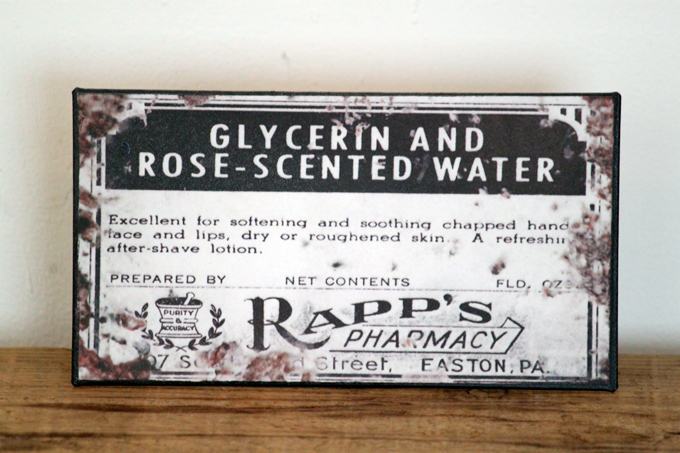 GLYCERIN AND
ROSE-SCENTED WATER
Excellent for softening and soothing chapped hand
face and lips, dry or roughened skin. A refreshi
after-shave lotion.
PREPARED BY NET CONTENTS FLD. OZ
PURITY
&
ACCURACY
RAPP'S
PHARMACY
Street, EASTON, PA.